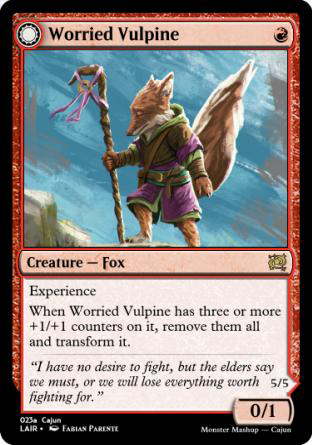 Worried Vulpine
Creature — Fox
Experience
When Worried Vulpine has three or more
+1/+1 counters on it, remove them all
and transform it.
“I have no desire to fight, but the elders say
we must, or we will lose everything worth
fighting for.”
5/5
0/1
023a Cajun
LAIR • Fabian Parente
Monster Mashup — Cajun